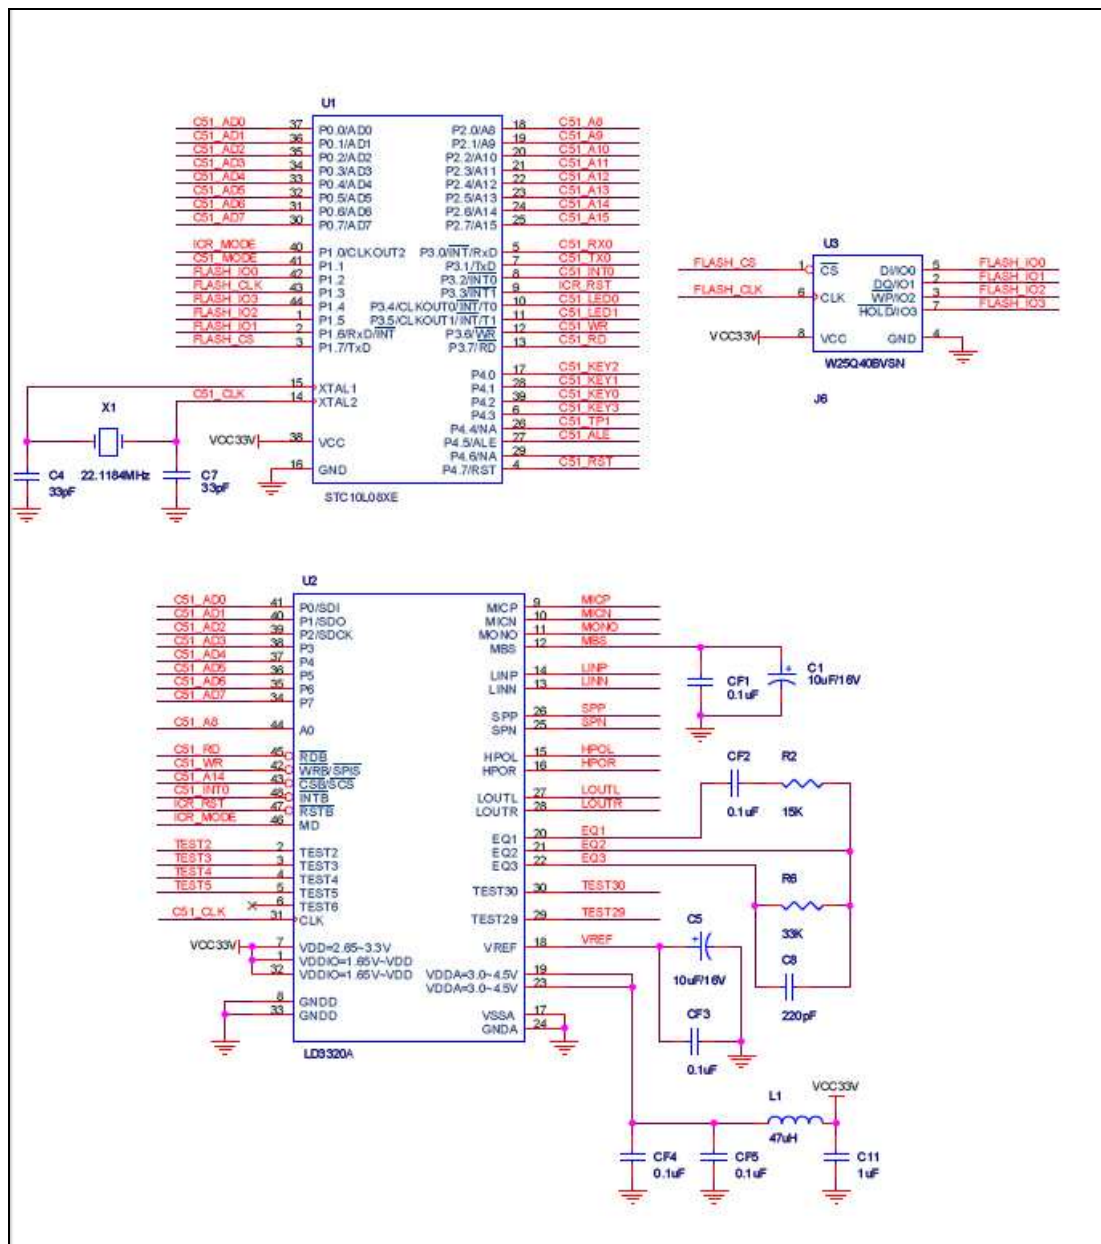 U1
C51_AD0 37 P0.0/AD0 P2.0/A8 18 C51_A8
C51_AD1 36 P0.1/AD1 P2.1/A9 19 C51_A9
C51_AD2 35 P0.2/AD2 P2.2/A10 20 C51_A10
C51_AD3 34 P0.3/AD3 P2.3/A11 21 C51_A11
C51_AD4 33 P0.4/AD4 P2.4/A12 22 C51_A12
C51_AD5 32 P0.5/AD5 P2.5/A13 23 C51_A13
C51_AD6 31 P0.6/AD6 P2.6/A14 24 C51_A14
C51_AD7 30 P0.7/AD7 P2.7/A15 25 C51_A15
ICR_MODE 40 P1.0/CLKOUT2 P3.0/INT/RxD 5 C51_RX0
C51_MODE 41 P1.1 P3.1/TxD 7 C51_TX0
FLASH_IO0 42 P1.2 P3.2/INT0 8 C51_INT0
FLASH_CLK 43 P1.3 P3.3/INT1 9 ICR_RST
FLASH_IO3 44 P1.4 P3.4/CLKOUT0/INT/T0 10 C51_LED0
FLASH_IO2 1 P1.5 P3.5/CLKOUT1/INT/T1 11 C51_LED1
FLASH_IO1 2 P1.6/RxD/INT P3.6/WR 12 C51_WR
FLASH_CS 3 P1.7/TxD P3.7/RD 13 C51_RD
P4.0 17 C51_KEY2
15 XTAL1 P4.1 28 C51_KEY1
C51_CLK 14 XTAL2 P4.2 39 C51_KEY0
P4.3 6 C51_KEY3
X1 P4.4/NA 26 C51_TP1
VCC33V 38 VCC P4.5/ALE 27 C51_ALE
P4.6/NA 29
16 GND P4.7/RST 4 C51_RST
C4 22.1184MHz C7
33pF 33pF
STC10L08XE
U3
FLASH_CS 1 CS DI/IO0 5 FLASH_IO0
DO/IO1 2 FLASH_IO1
FLASH_CLK 6 CLK WP/IO2 3 FLASH_IO2
HOLD/IO3 7 FLASH_IO3
VCC33V 8 VCC GND 4
W25Q40BVSN
J6
U2
C51_AD0 41 P0/SDI MICP 9 MICP
C51_AD1 40 P1/SDO MICN 10 MICN
C51_AD2 39 P2/SDCK MONO 11 MONO
C51_AD3 38 P3 MBS 12 MBS
C51_AD4 37 P4
C51_AD5 36 P5 LINP 14 LINP
C51_AD6 35 P6 LINN 13 LINN
C51_AD7 34 P7
SPP 26 SPP
C51_A8 44 A0 SPN 25 SPN
C51_RD 45 RDB HPOL 15 HPOL
C51_WR 42 WRB/SPIS HPOR 16 HPOR
C51_A14 43 CSB/SCS
C51_INT0 48 INTB LOUTL 27 LOUTL
ICR_RST 47 RSTB LOUTR 28 LOUTR
ICR_MODE 46 MD
EQ1 20 EQ1
TEST2 2 TEST2 EQ2 21 EQ2
TEST3 3 TEST3 EQ3 22 EQ3
TEST4 4 TEST4
TEST5 5 TEST5 TEST30 30 TEST30
6 TEST6
C51_CLK 31 CLK TEST29 29 TEST29
VCC33V 7 VDD=2.65~3.3V VREF 18 VREF
1 VDDIO=1.65V~VDD
32 VDDIO=1.65V~VDD VDDA=3.0~4.5V 19
VDDA=3.0~4.5V 23
8 GNDD
33 GNDD VSSA 17
GNDA 24
LD3320A
CF1 C1
0.1uF 10uF/16V
CF2 R2
0.1uF 15K
R6
33K
C8
220pF
C5
10uF/16V
CF3
0.1uF
VCC33V
L1
47uH
CF4 CF5 C11
0.1uF 0.1uF 1uF